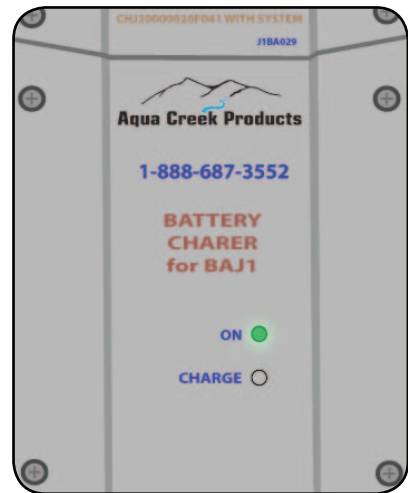 CHJ20000020F041 WITH SYSTEM
J1BA029
Aqua Creek Products
1-888-687-3552
BATTERY
CHARER
for BAJ1
ON
CHARGE